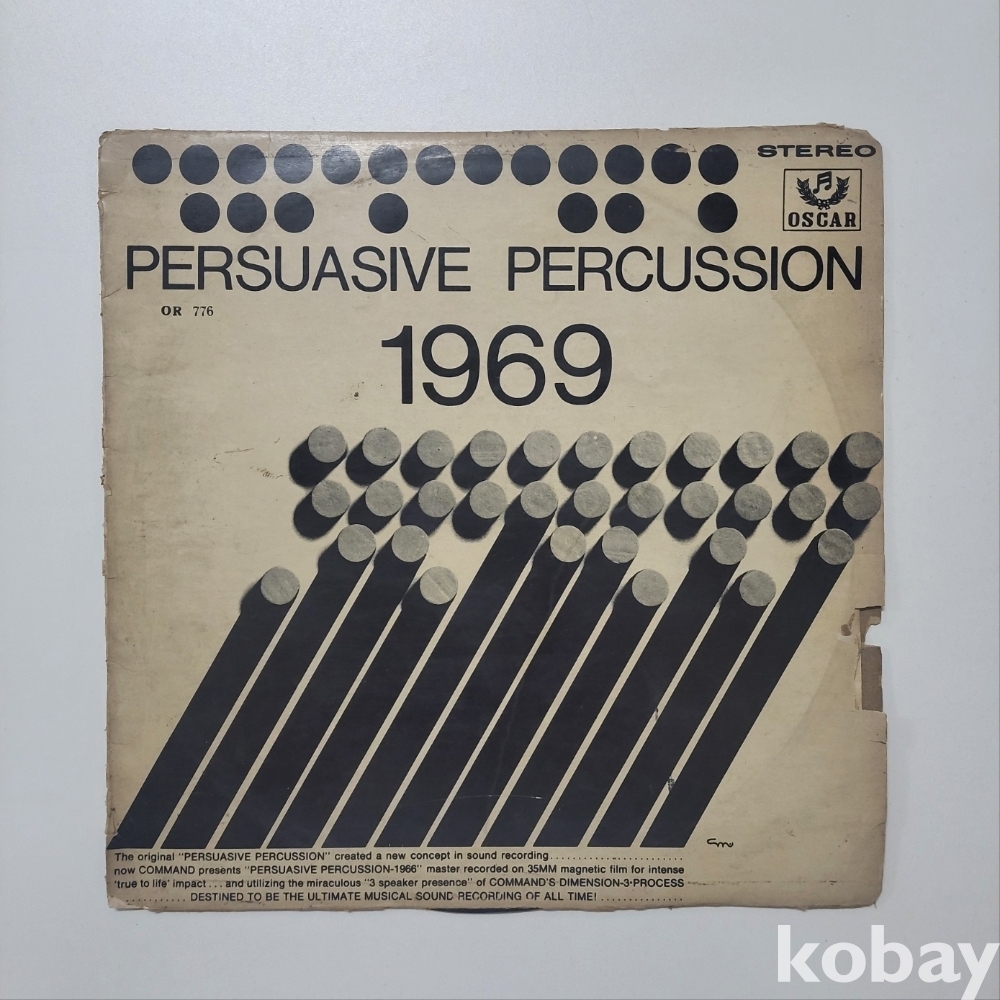 STEREO
OSCAR
PERSUASIVE PERCUSSION
OR 776
1969
The original "PERSUASIVE PERCUSSION" created a new concept in sound recording........................
now COMMAND presents "PERSUASIVE PERCUSSION-1966" master recorded on 35MM magnetic film for intense
'true to life' impact...and utilizing the miraculous "3 speaker presence" of COMMAND'S DIMENSION-3-PROCESS
..............DESTINED TO BE THE ULTIMATE MUSICAL SOUND RECORDING OF ALL TIME!...............
kobay